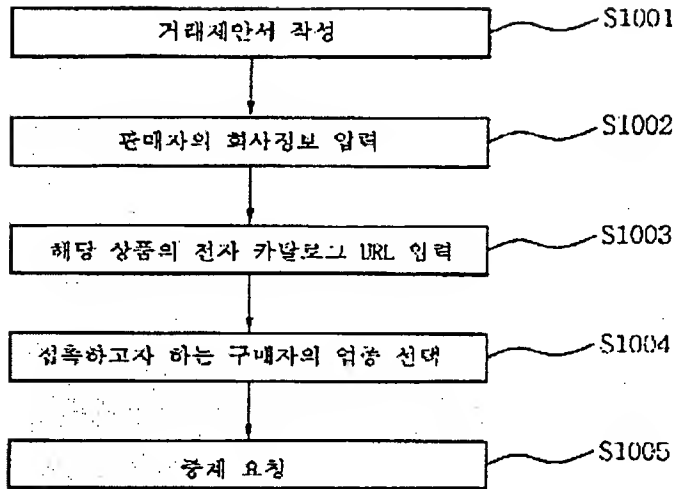 거래제안서 작성
S1001
판매자의 회사정보 입력
S1002
해당 상품의 전자 카달로그 URL 입력
S1003
접촉하고자 하는 구매자의 업종 선택
S1004
중재 요청
S1005